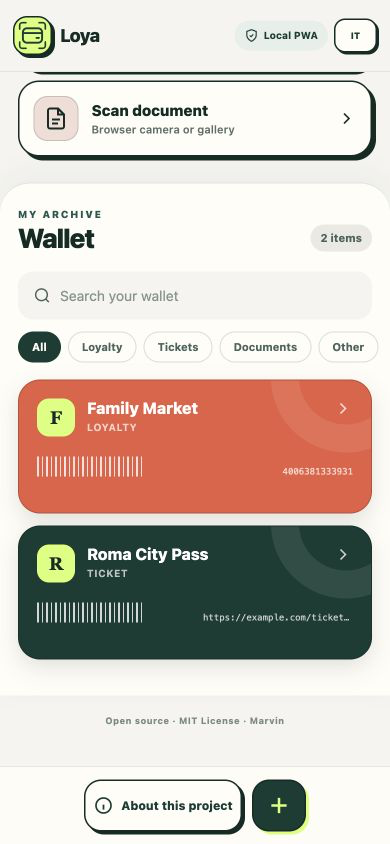 Loya
Local PWA
IT
Scan document
Browser camera or gallery
MY ARCHIVE
Wallet
2 items
Search your wallet
All
Loyalty
Tickets
Documents
Other
F
Family Market
LOYALTY
4006381333931
R
Roma City Pass
TICKET
https://example.com/ticket…
Open source · MIT License · Marvin
About this project